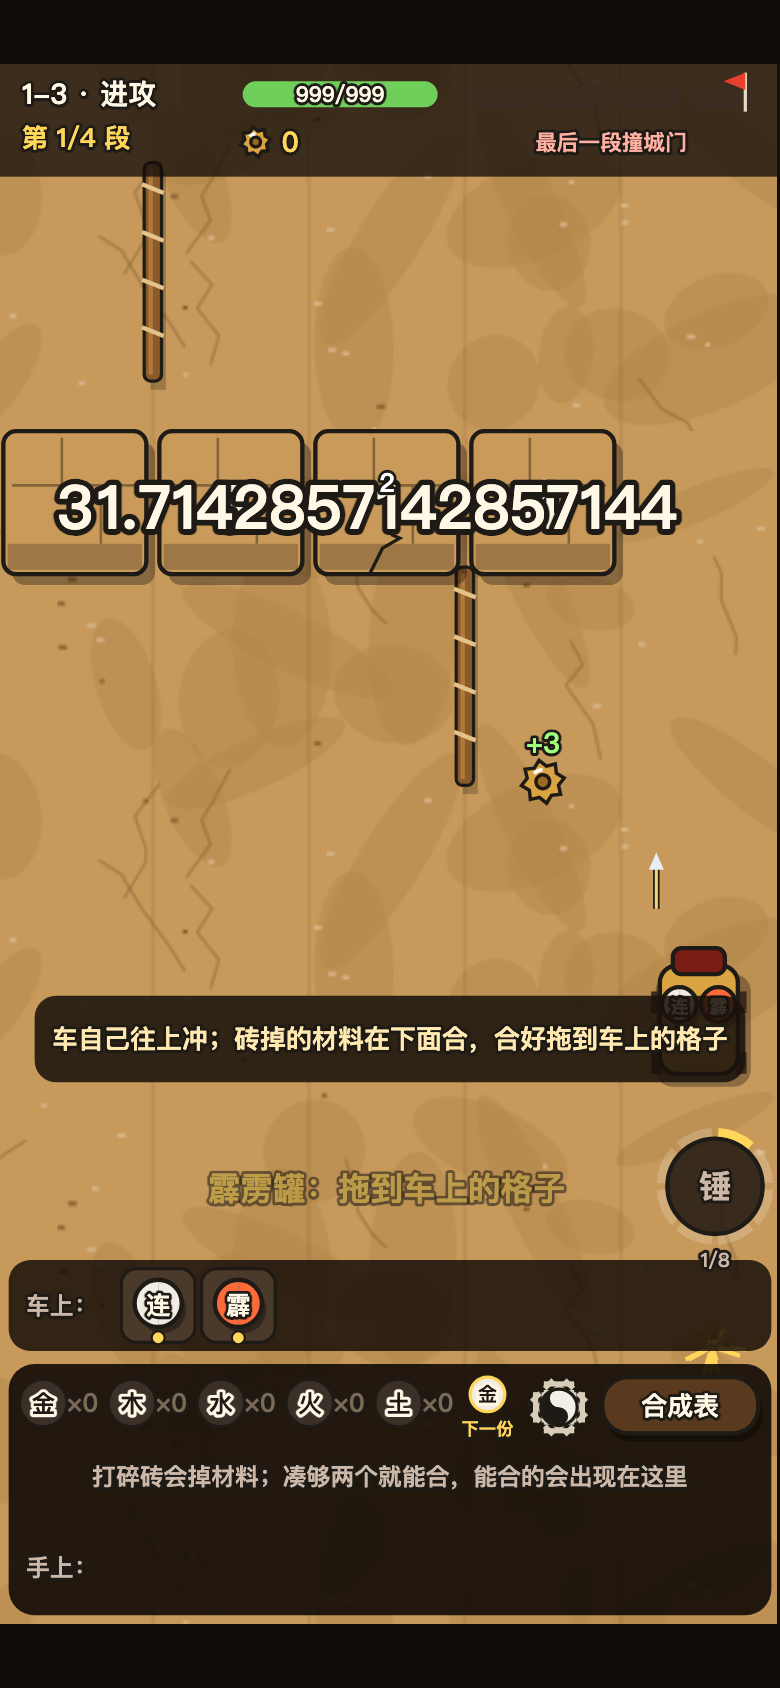 1-3 · 进攻
999/999
第 1/4 段
0
最后一段撞城门
2
31.714285714285​7144
+3
连 霹
车自己往上冲；砖掉的材料在下面合，合好拖到车上的格子
霹雳罐：拖到车上的格子
锤
1/8
车上：
连
霹
金×0 木×0 水×0 火×0 土×0
金
下一份
合成表
打碎砖会掉材料；凑够两个就能合，能合的会出现在这里
手上：